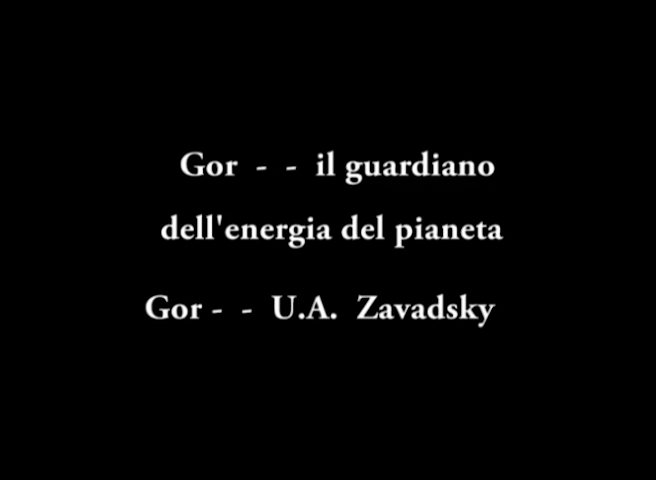 Gor - - il guardiano
dell'energia del pianeta
Gor - - U.A. Zavadsky